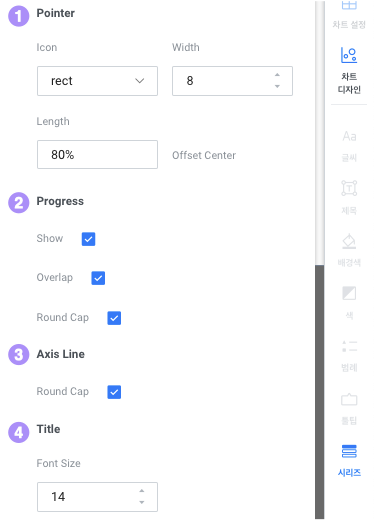 1 Pointer
Icon Width
rect 8
Length
80% Offset Center
2 Progress
Show
Overlap
Round Cap
3 Axis Line
Round Cap
4 Title
Font Size
14
차트 설정
차트
디자인
Aa
글씨
T
제목
배경색
색
범례
툴팁
시리즈